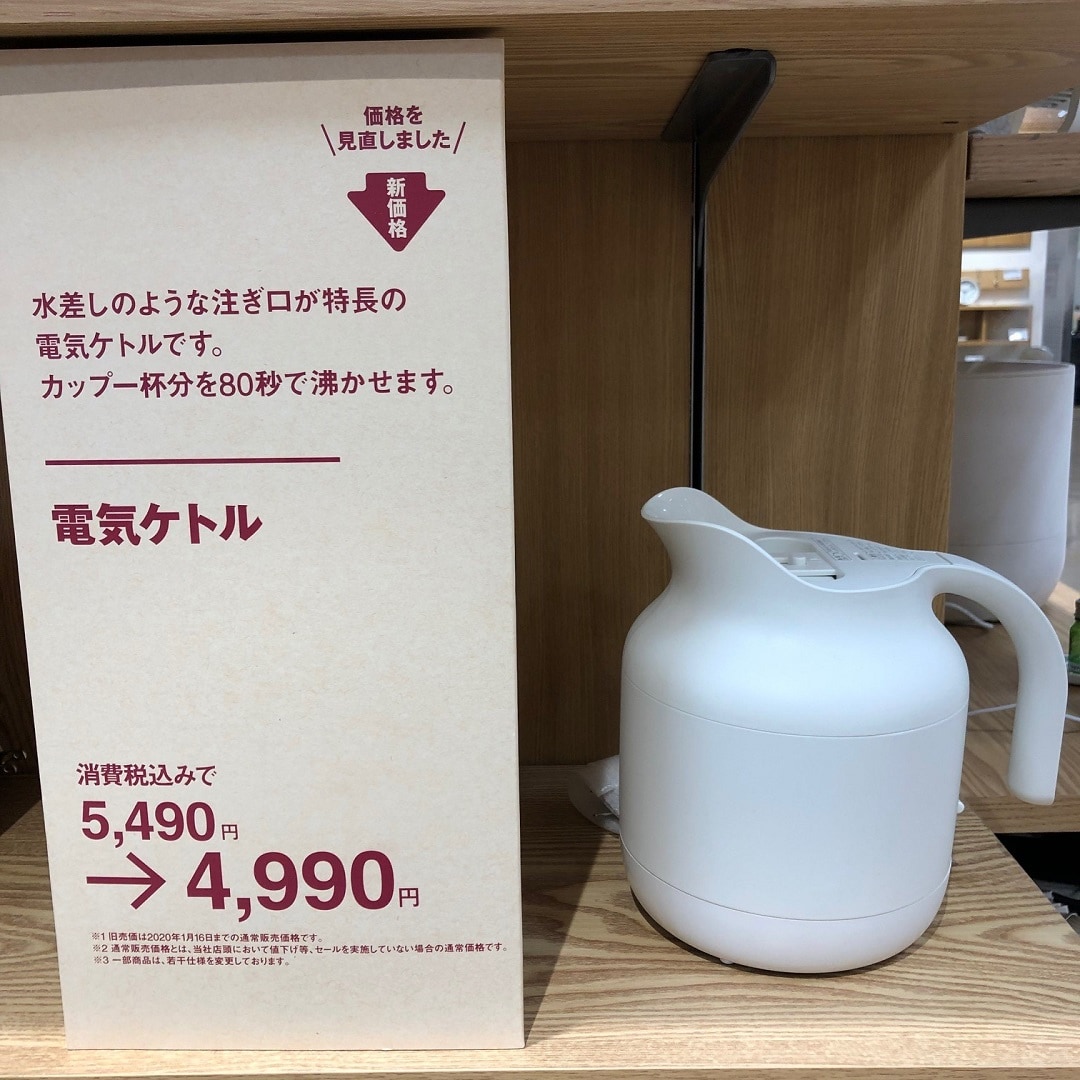 価格を
見直しました
新価格
水差しのような注ぎ口が特長の
電気ケトルです。
カップ一杯分を80秒で沸かせます。
電気ケトル
消費税込みで
5,490円
→4,990円
※1 旧売価は2020年1月16日までの通常販売価格です。
※2 通常販売価格とは、当社店頭において値下げ等、セールを実施していない場合の通常価格です。
※3 一部商品は、若干仕様を変更しております。